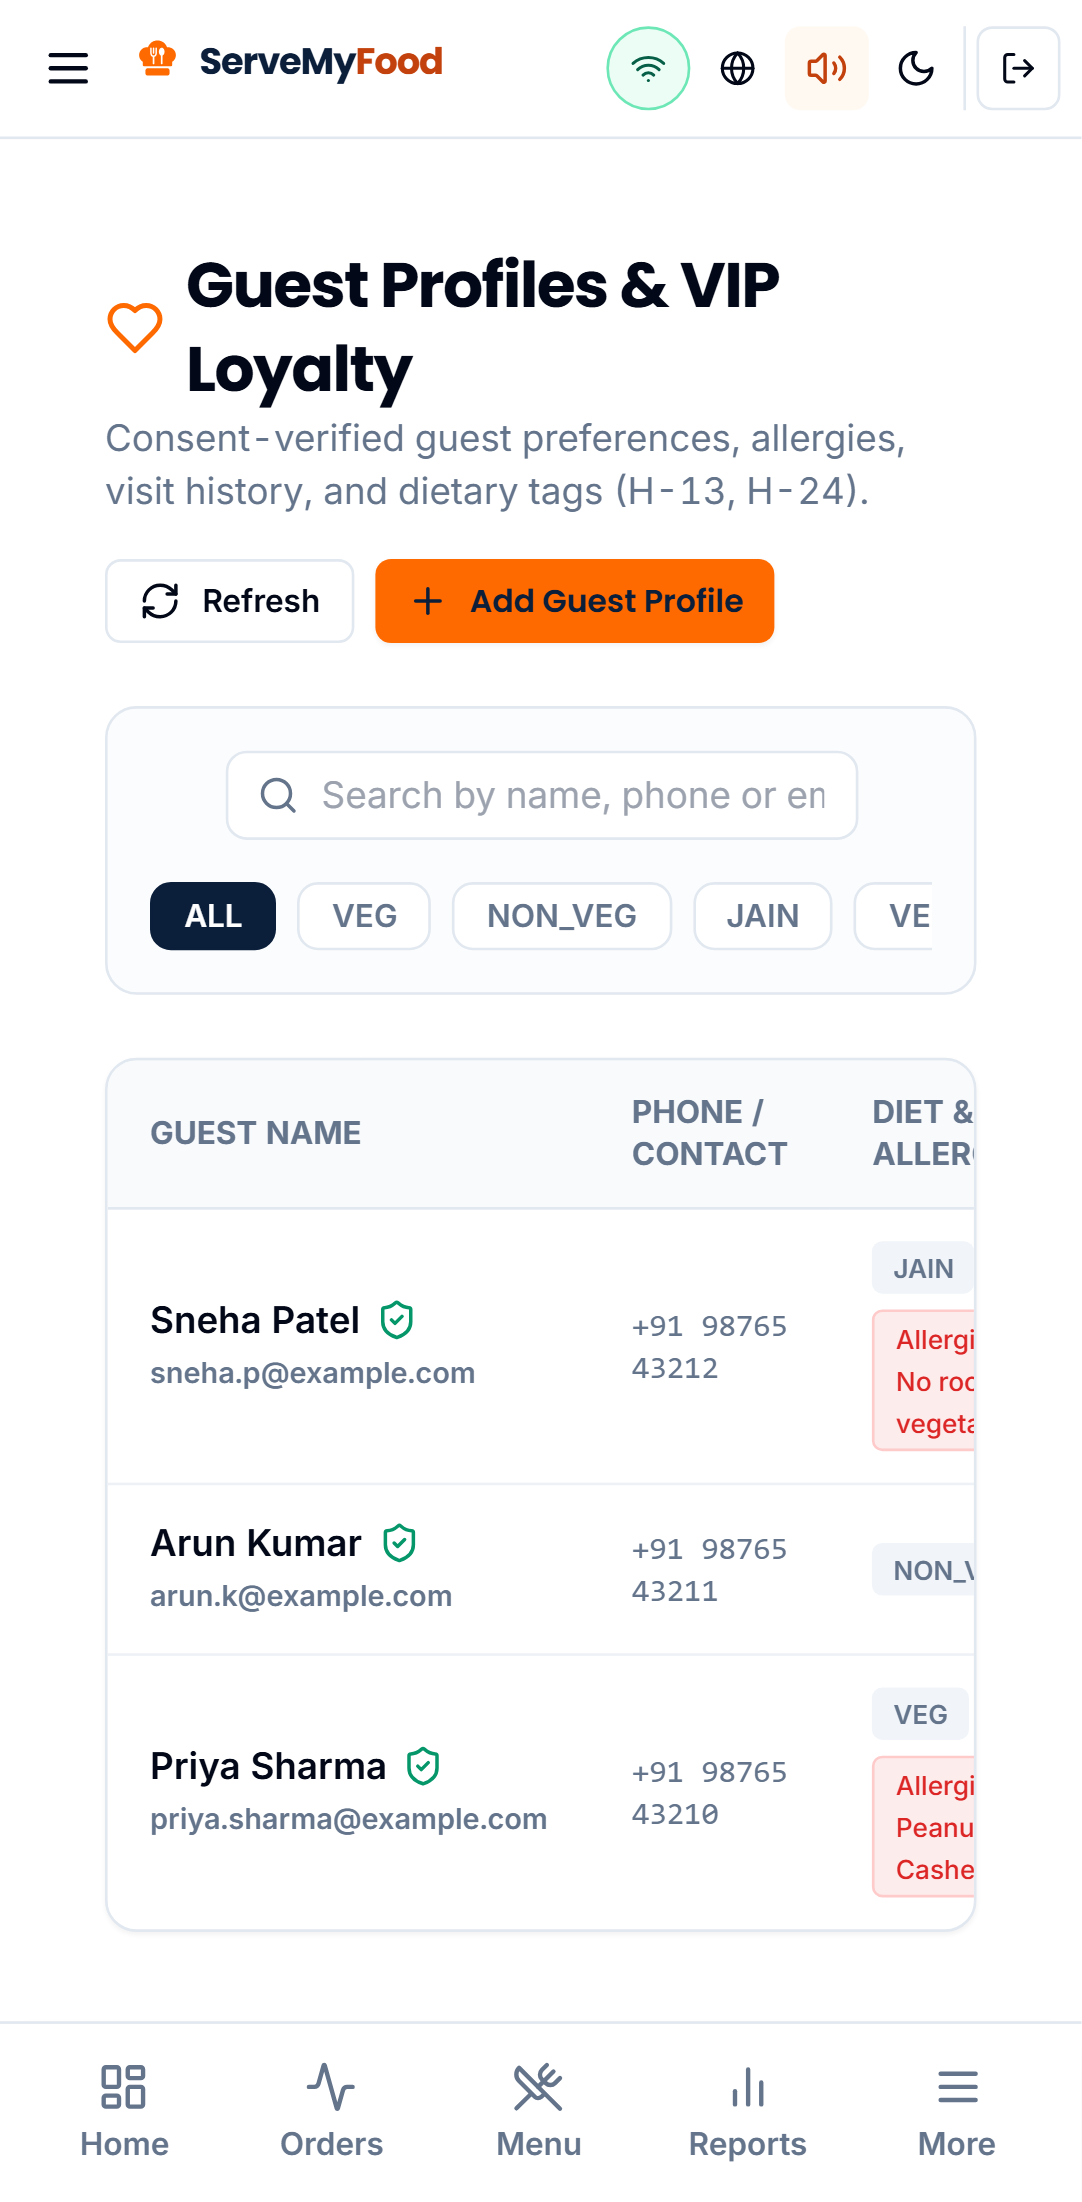 ServeMyFood
Guest Profiles & VIP
Loyalty
Consent-verified guest preferences, allergies,
visit history, and dietary tags (H-13, H-24).
Refresh
Add Guest Profile
Search by name, phone or en
ALL
VEG
NON_VEG
JAIN
VE
GUEST NAME
PHONE /
CONTACT
DIET &
ALLER
Sneha Patel
sneha.p@example.com
+91 98765
43212
JAIN
Allergi
No roo
vegeta
Arun Kumar
arun.k@example.com
+91 98765
43211
NON_V
Priya Sharma
priya.sharma@example.com
+91 98765
43210
VEG
Allergi
Peanu
Cashe
Home
Orders
Menu
Reports
More